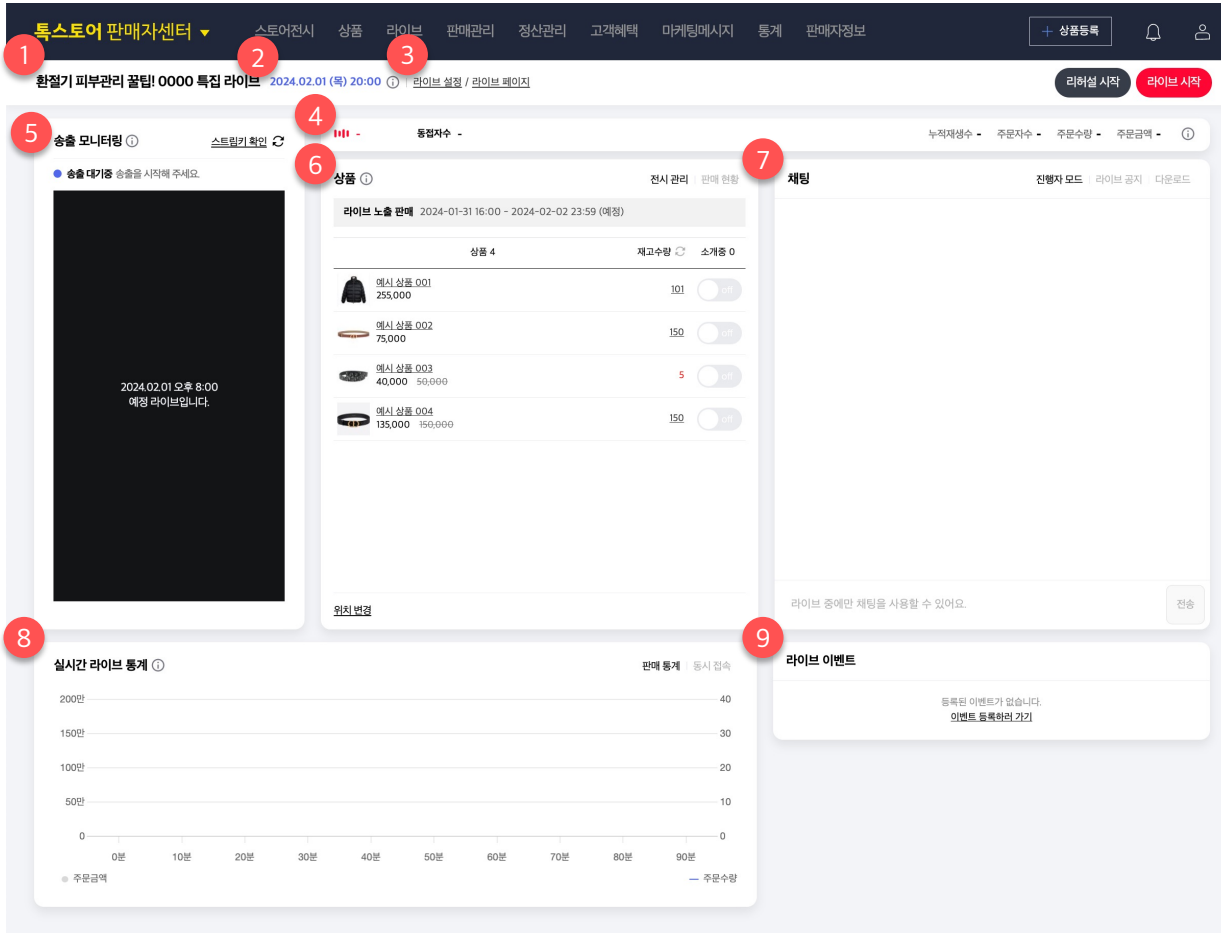 톡스토어 판매자센터 ▼ 스토어전시 상품 라이브 판매관리 정산관리 고객혜택 마케팅메시지 통계 판매자정보 + 상품등록
1 2 3
환절기 피부관리 꿀팁! 0000 특집 라이브 2024.02.01 (목) 20:00 라이브 설정 / 라이브 페이지 리허설 시작 라이브 시작
4
- 동접자수 - 누적재생수 - 주문자수 - 주문수량 - 주문금액 -
5
송출 모니터링 스트림키 확인
송출 대기중 송출을 시작해 주세요.
2024.02.01 오후 8:00
예정 라이브입니다.
6
상품 전시 관리 판매 현황
라이브 노출 판매 2024-01-31 16:00 - 2024-02-02 23:59 (예정)
상품 4 재고수량 소개중 0
예시 상품 001
255,000 101 off
예시 상품 002
75,000 150 off
예시 상품 003
40,000 50,000 5 off
예시 상품 004
135,000 150,000 150 off
위치 변경
7
채팅 진행자 모드 라이브 공지 다운로드
라이브 중에만 채팅을 사용할 수 있어요. 전송
8
실시간 라이브 통계 판매 통계 동시 접속
200만 40
150만 30
100만 20
50만 10
0 0
0분 10분 20분 30분 40분 50분 60분 70분 80분 90분
주문금액 주문수량
9
라이브 이벤트
등록된 이벤트가 없습니다.
이벤트 등록하러 가기